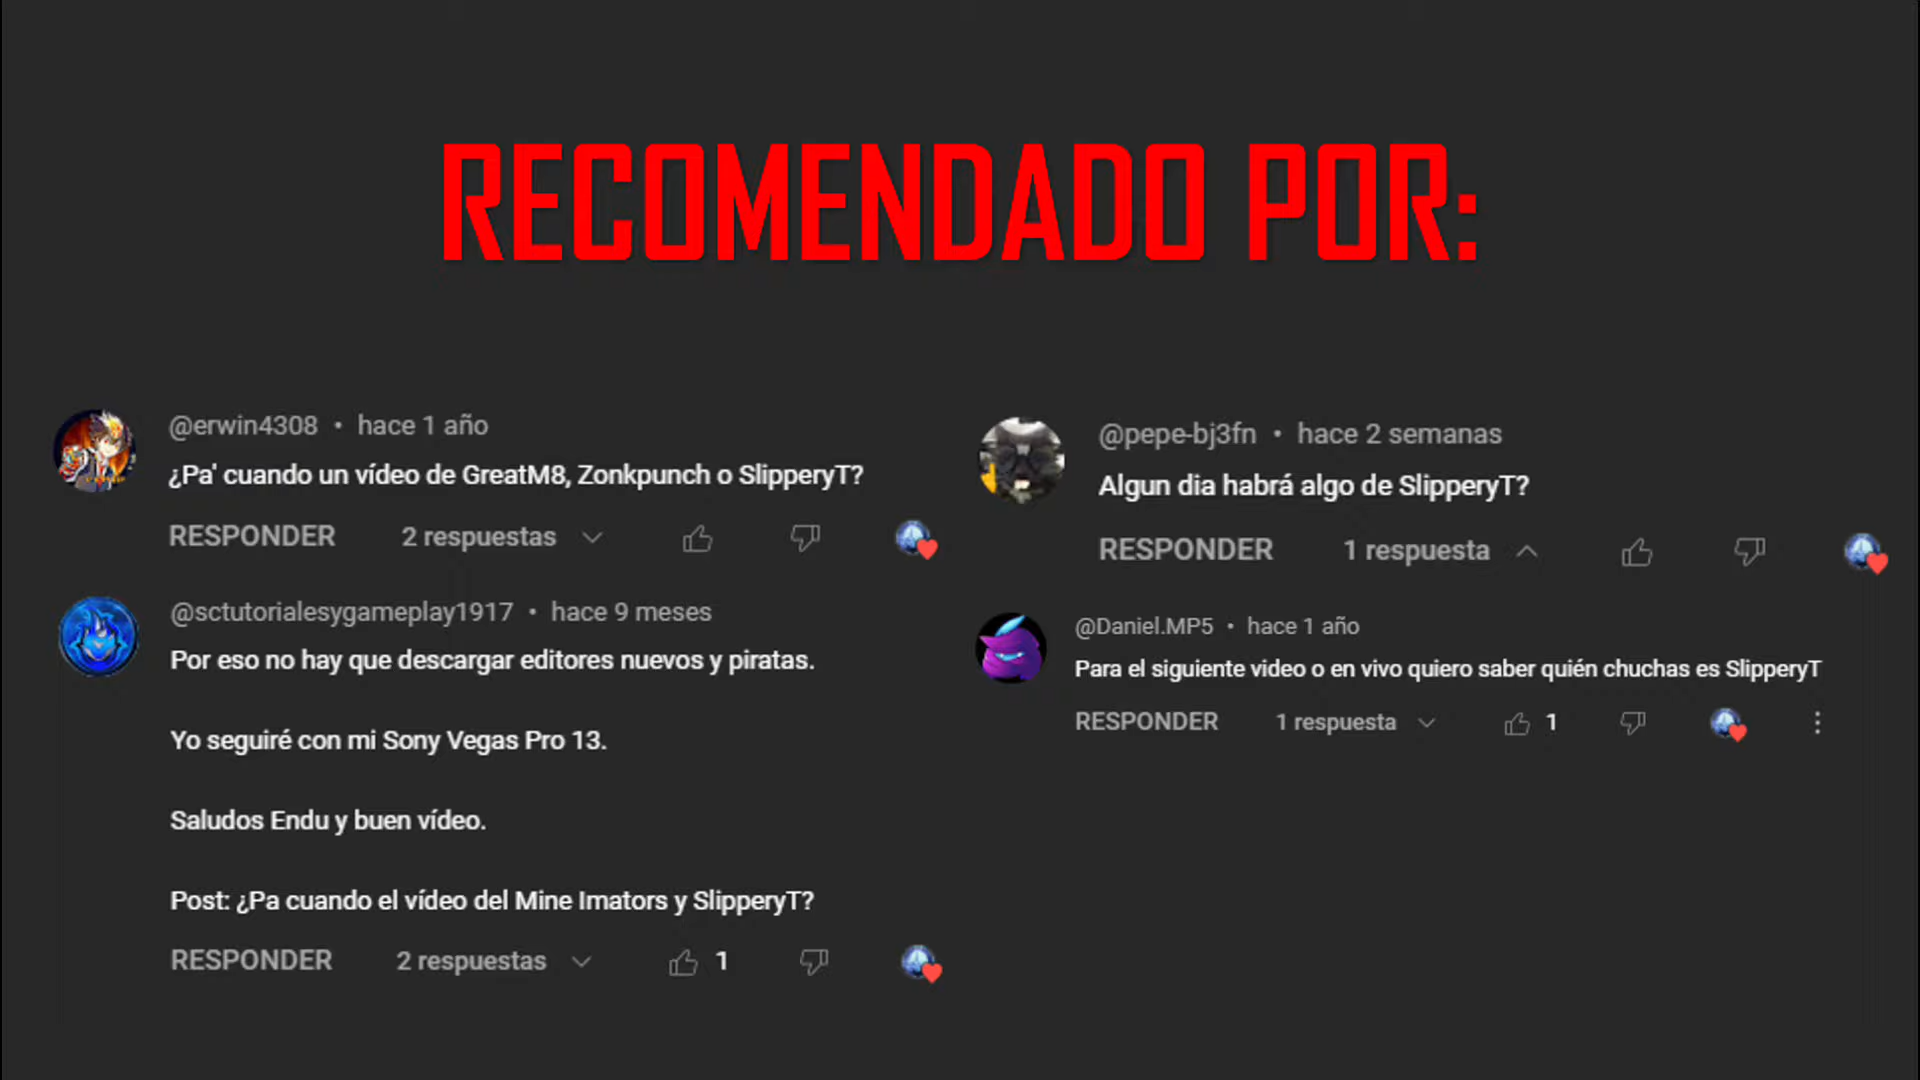 RECOMENDADO POR:
@erwin4308 • hace 1 año
¿Pa' cuando un vídeo de GreatM8, Zonkpunch o SlipperyT?
RESPONDER 2 respuestas
@sctutorialesygameplay1917 • hace 9 meses
Por eso no hay que descargar editores nuevos y piratas.
Yo seguiré con mi Sony Vegas Pro 13.
Saludos Endu y buen vídeo.
Post: ¿Pa cuando el vídeo del Mine Imators y SlipperyT?
RESPONDER 2 respuestas 1
@pepe-bj3fn • hace 2 semanas
Algun dia habrá algo de SlipperyT?
RESPONDER 1 respuesta
@Daniel.MP5 • hace 1 año
Para el siguiente video o en vivo quiero saber quién chuchas es SlipperyT
RESPONDER 1 respuesta 1